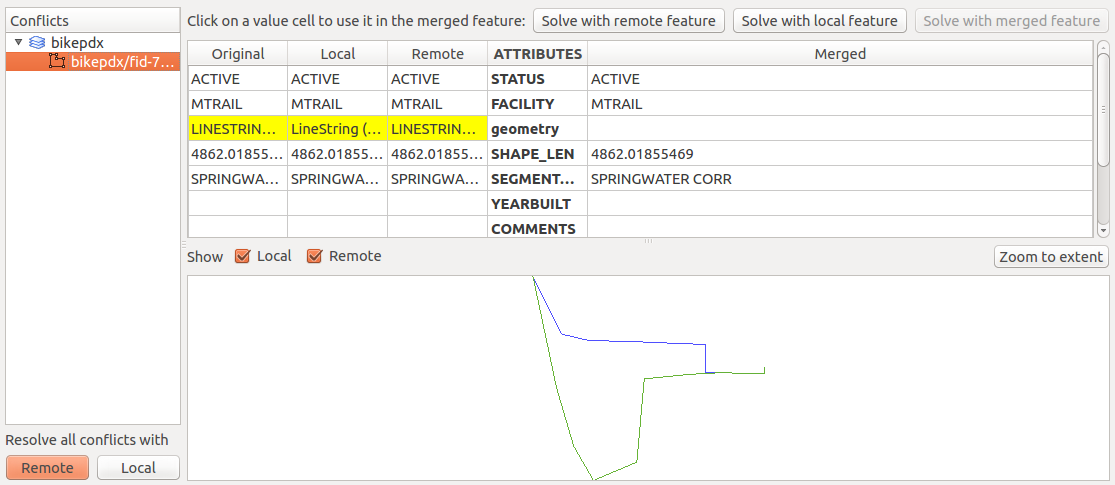 Conflicts
bikepdx
bikepdx/fid-7...
Resolve all conflicts with
Remote Local
Click on a value cell to use it in the merged feature: Solve with remote feature Solve with local feature Solve with merged feature
Original Local Remote ATTRIBUTES Merged
ACTIVE ACTIVE ACTIVE STATUS ACTIVE
MTRAIL MTRAIL MTRAIL FACILITY MTRAIL
LINESTRIN... LineString (... LINESTRIN... geometry
4862.01855... 4862.01855... 4862.01855... SHAPE_LEN 4862.01855469
SPRINGWA... SPRINGWA... SPRINGWA... SEGMENT... SPRINGWATER CORR
YEARBUILT
COMMENTS
Show Local Remote Zoom to extent